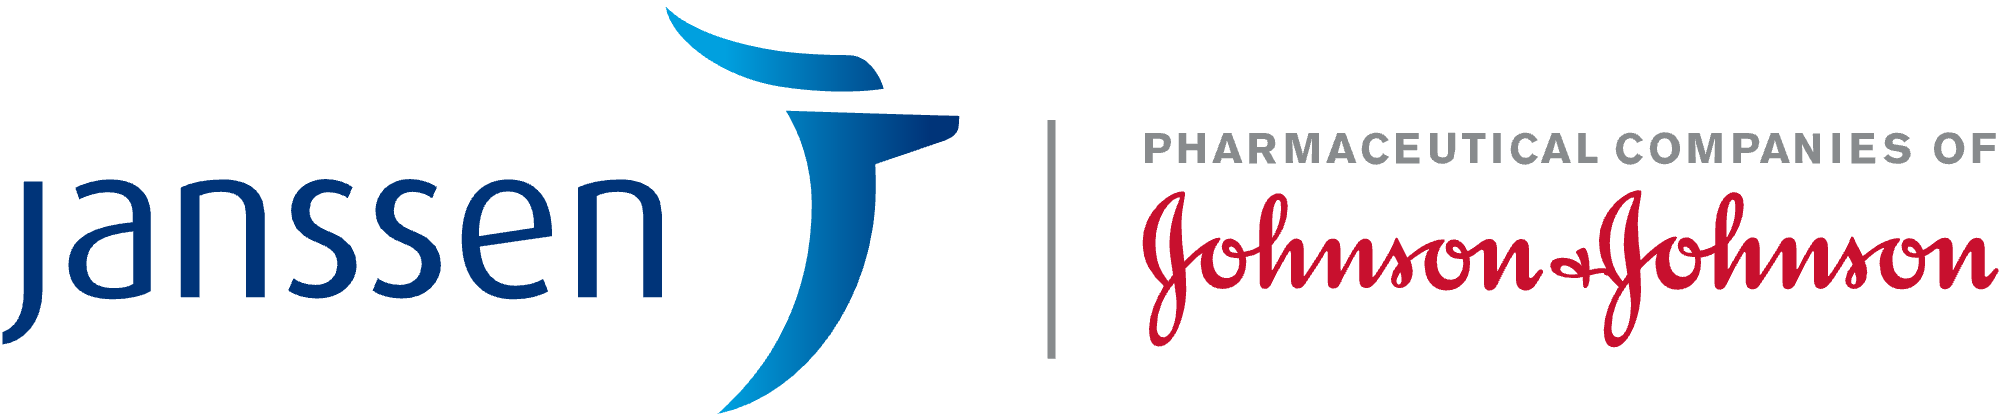 Janssen
PHARMACEUTICAL COMPANIES OF
Johnson & Johnson